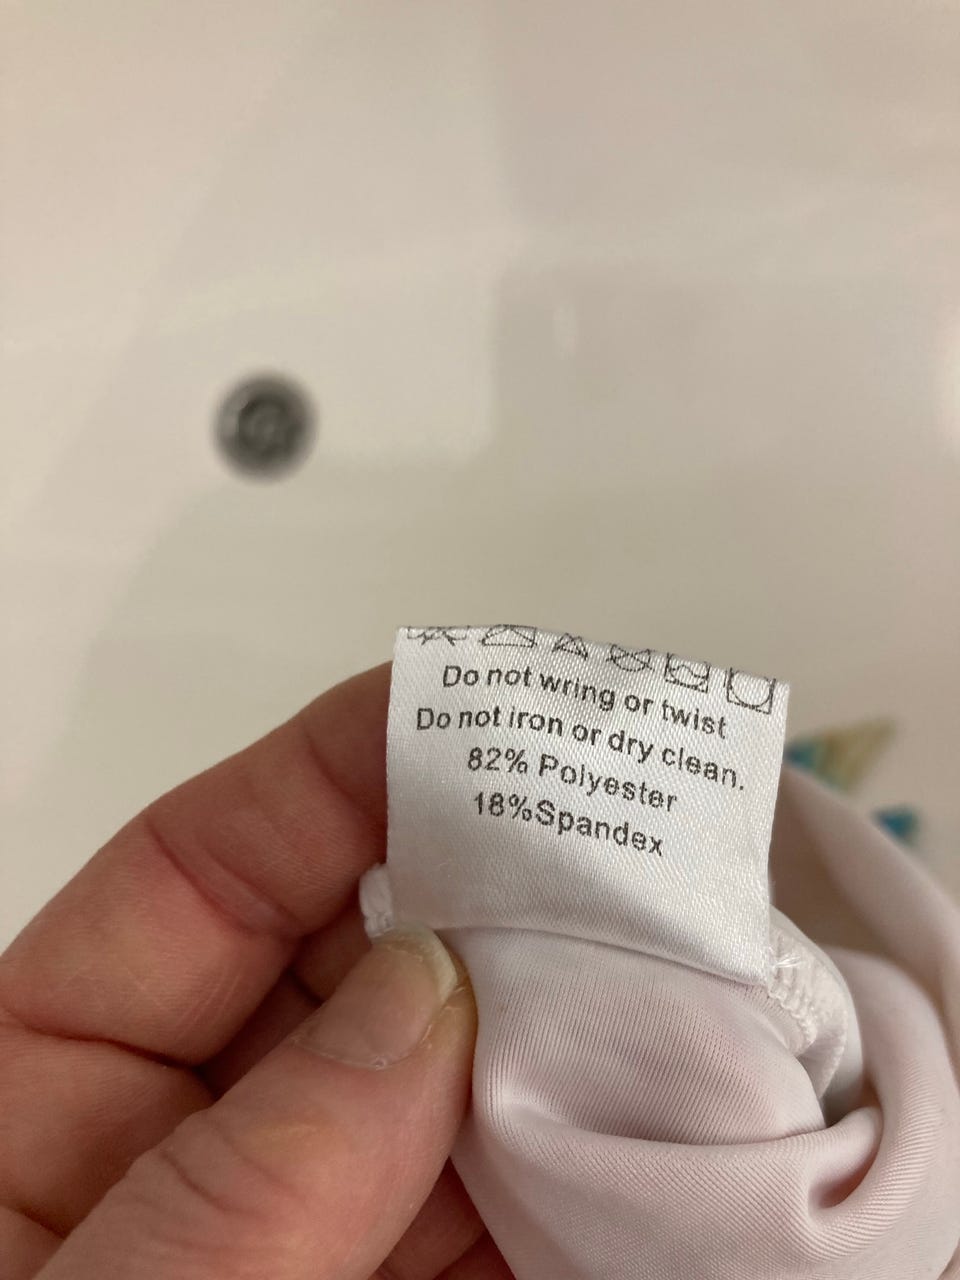 Do not wring or twist
Do not iron or dry clean.
82% Polyester
18%Spandex